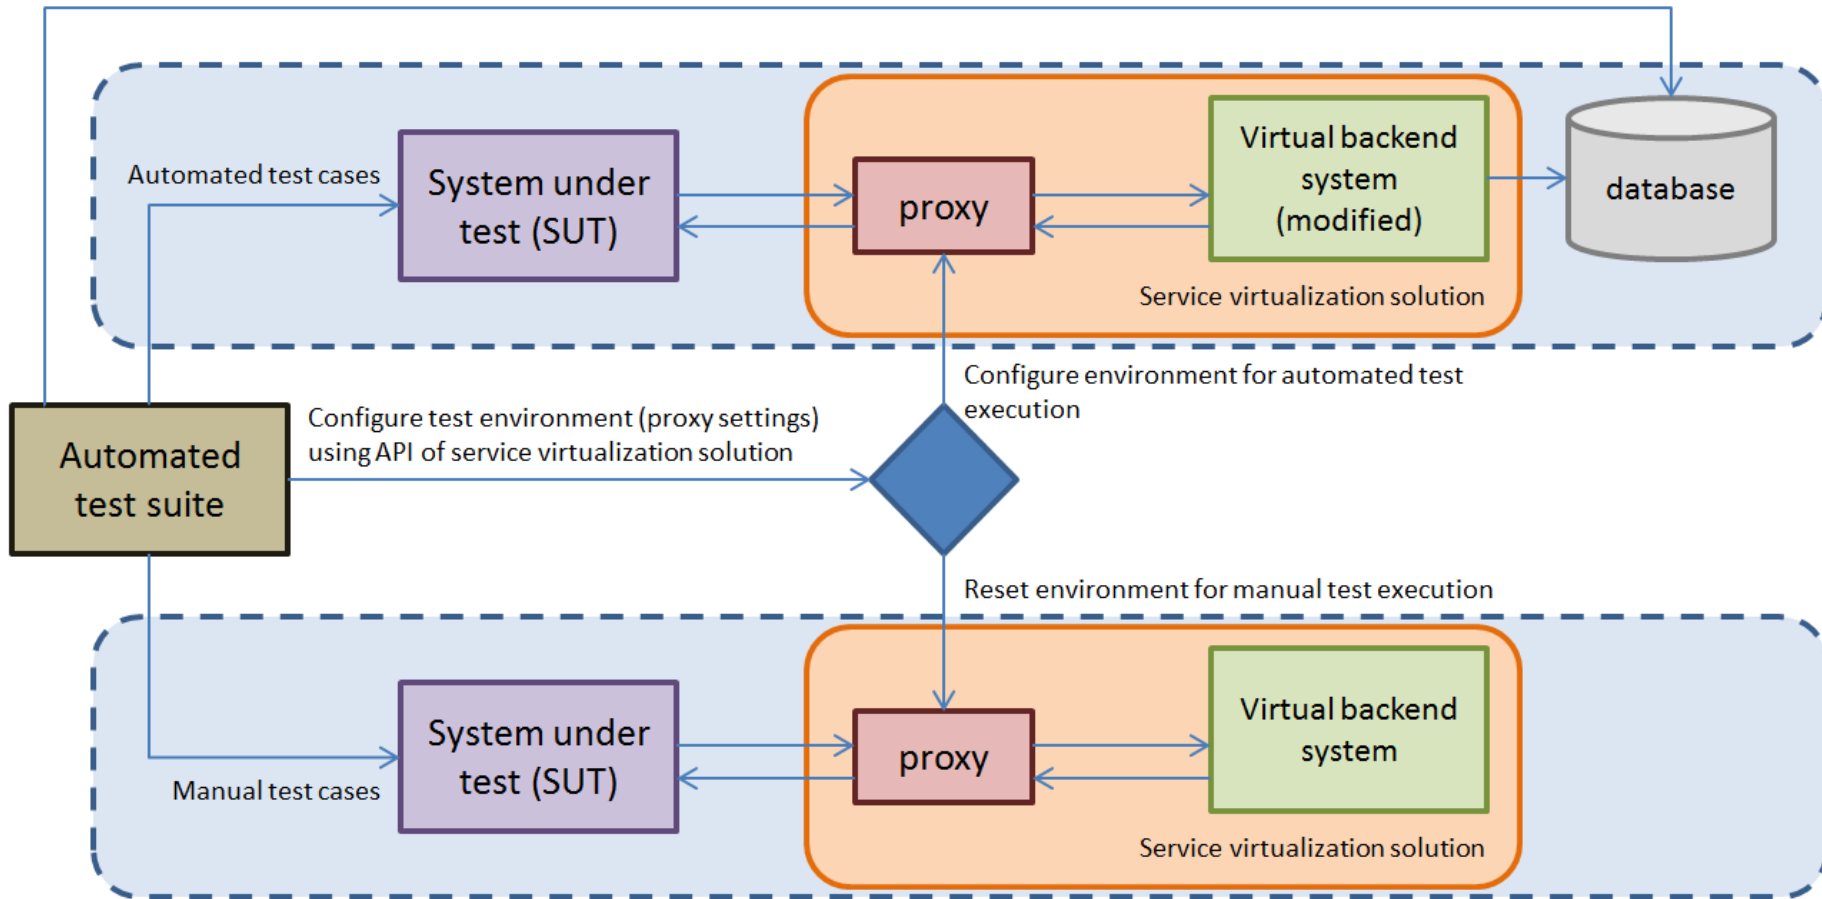 Automated test cases
System under
test (SUT)
proxy
Virtual backend
system
(modified)
database
Service virtualization solution
Configure environment for automated test
execution
Automated
test suite
Configure test environment (proxy settings)
using API of service virtualization solution
Reset environment for manual test execution
Manual test cases
System under
test (SUT)
proxy
Virtual backend
system
Service virtualization solution